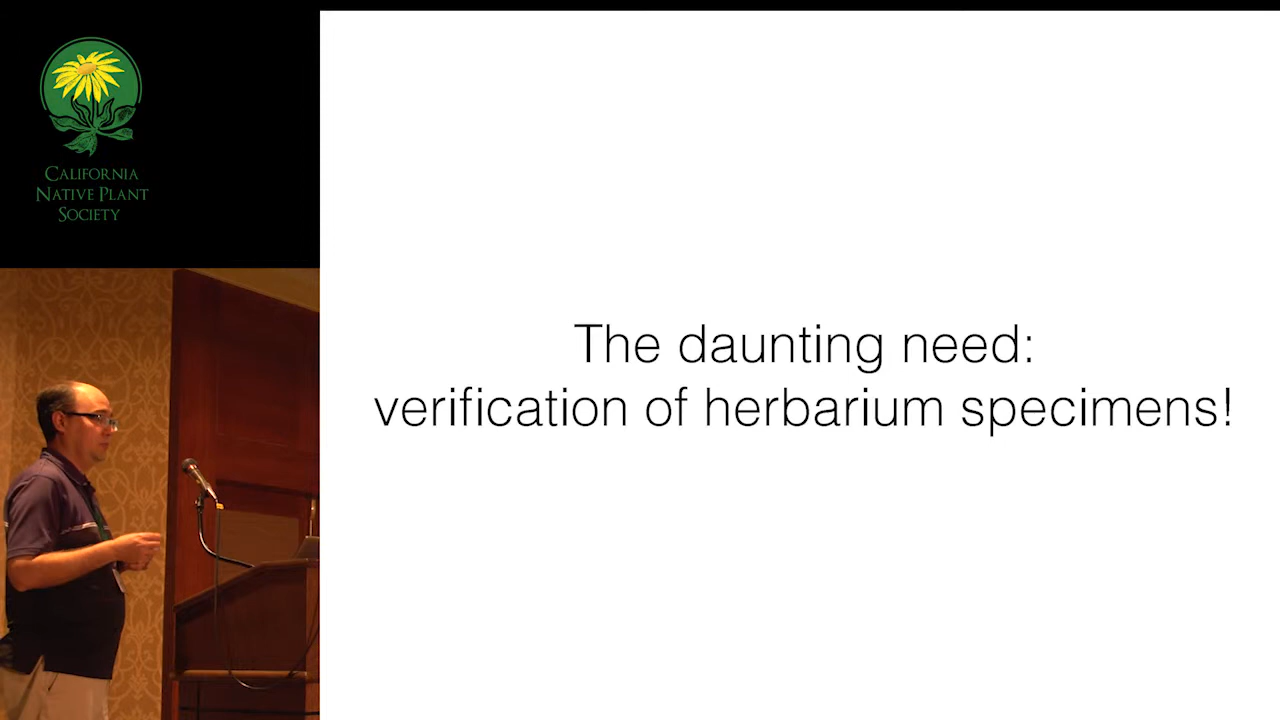 CALIFORNIA
NATIVE PLANT
SOCIETY
The daunting need:
verification of herbarium specimens!